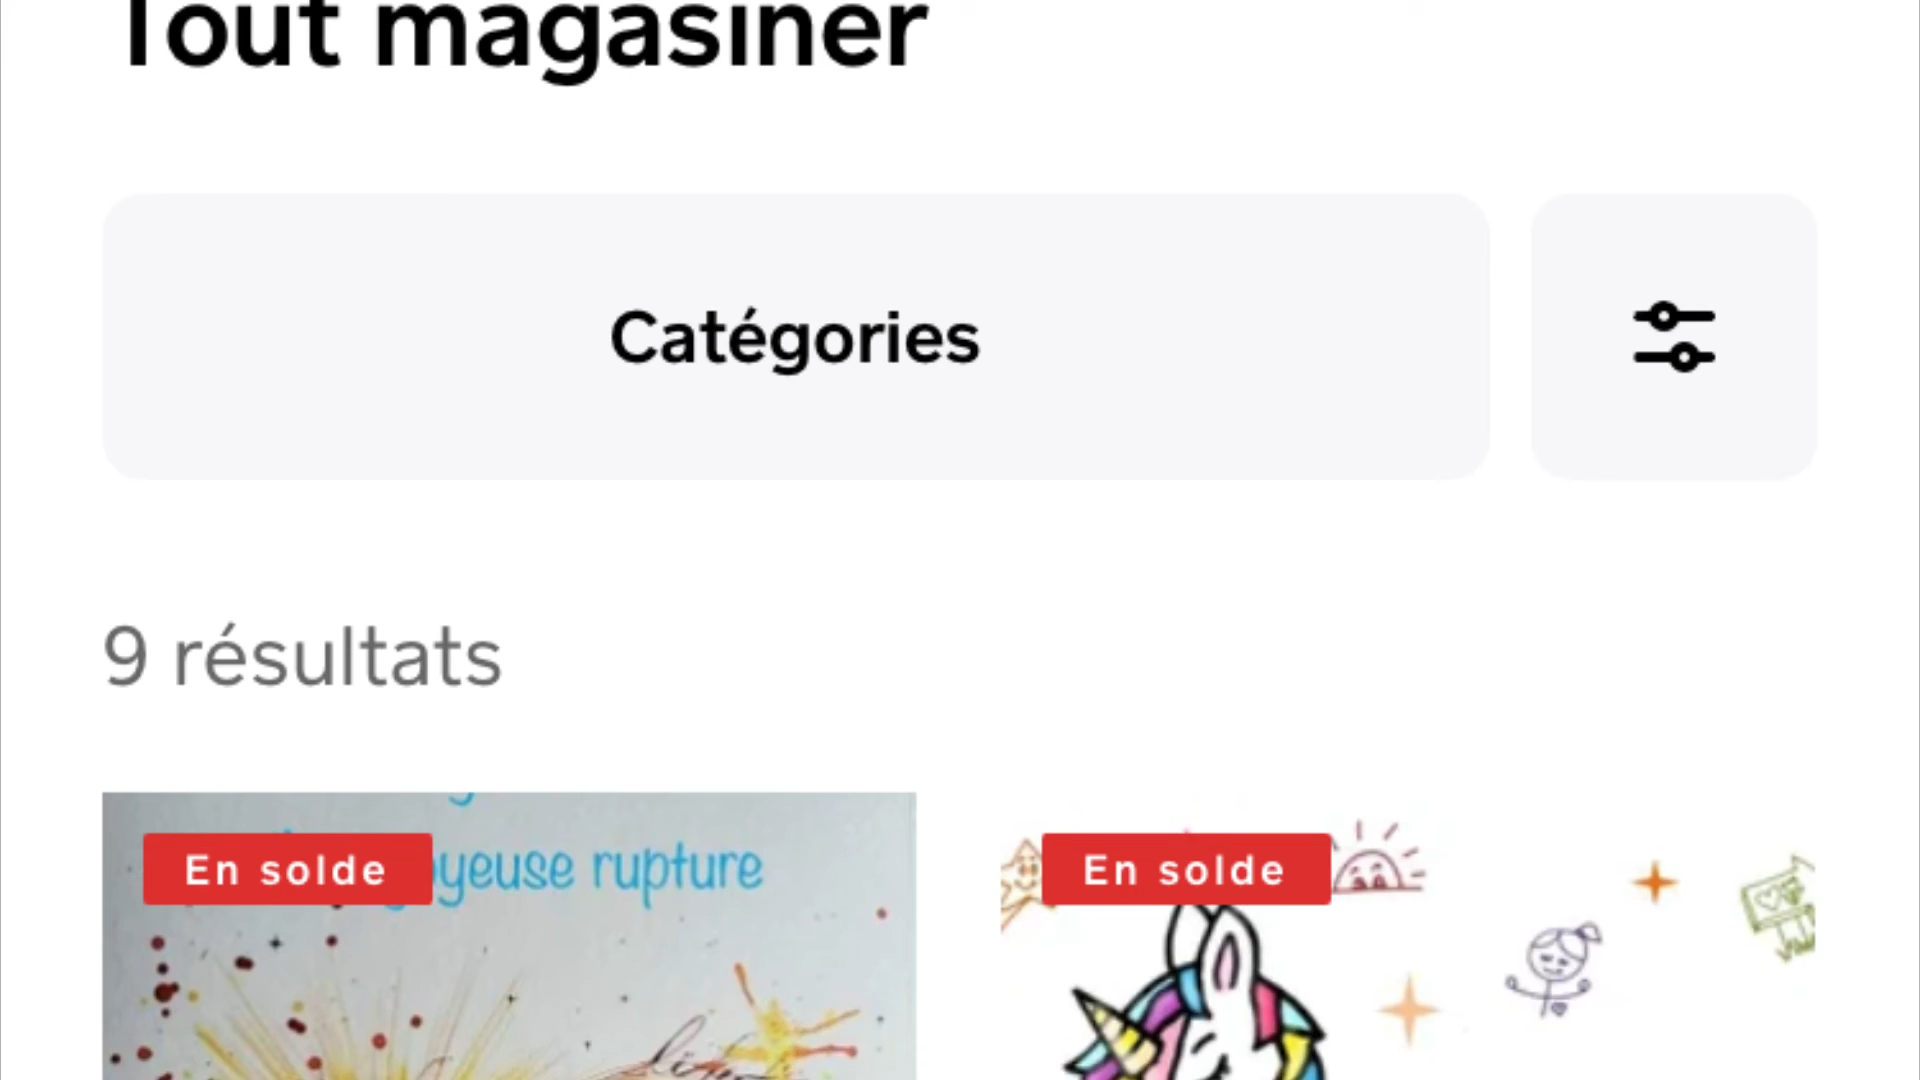 Tout magasiner
Catégories
9 résultats
En solde
yeuse rupture
En solde